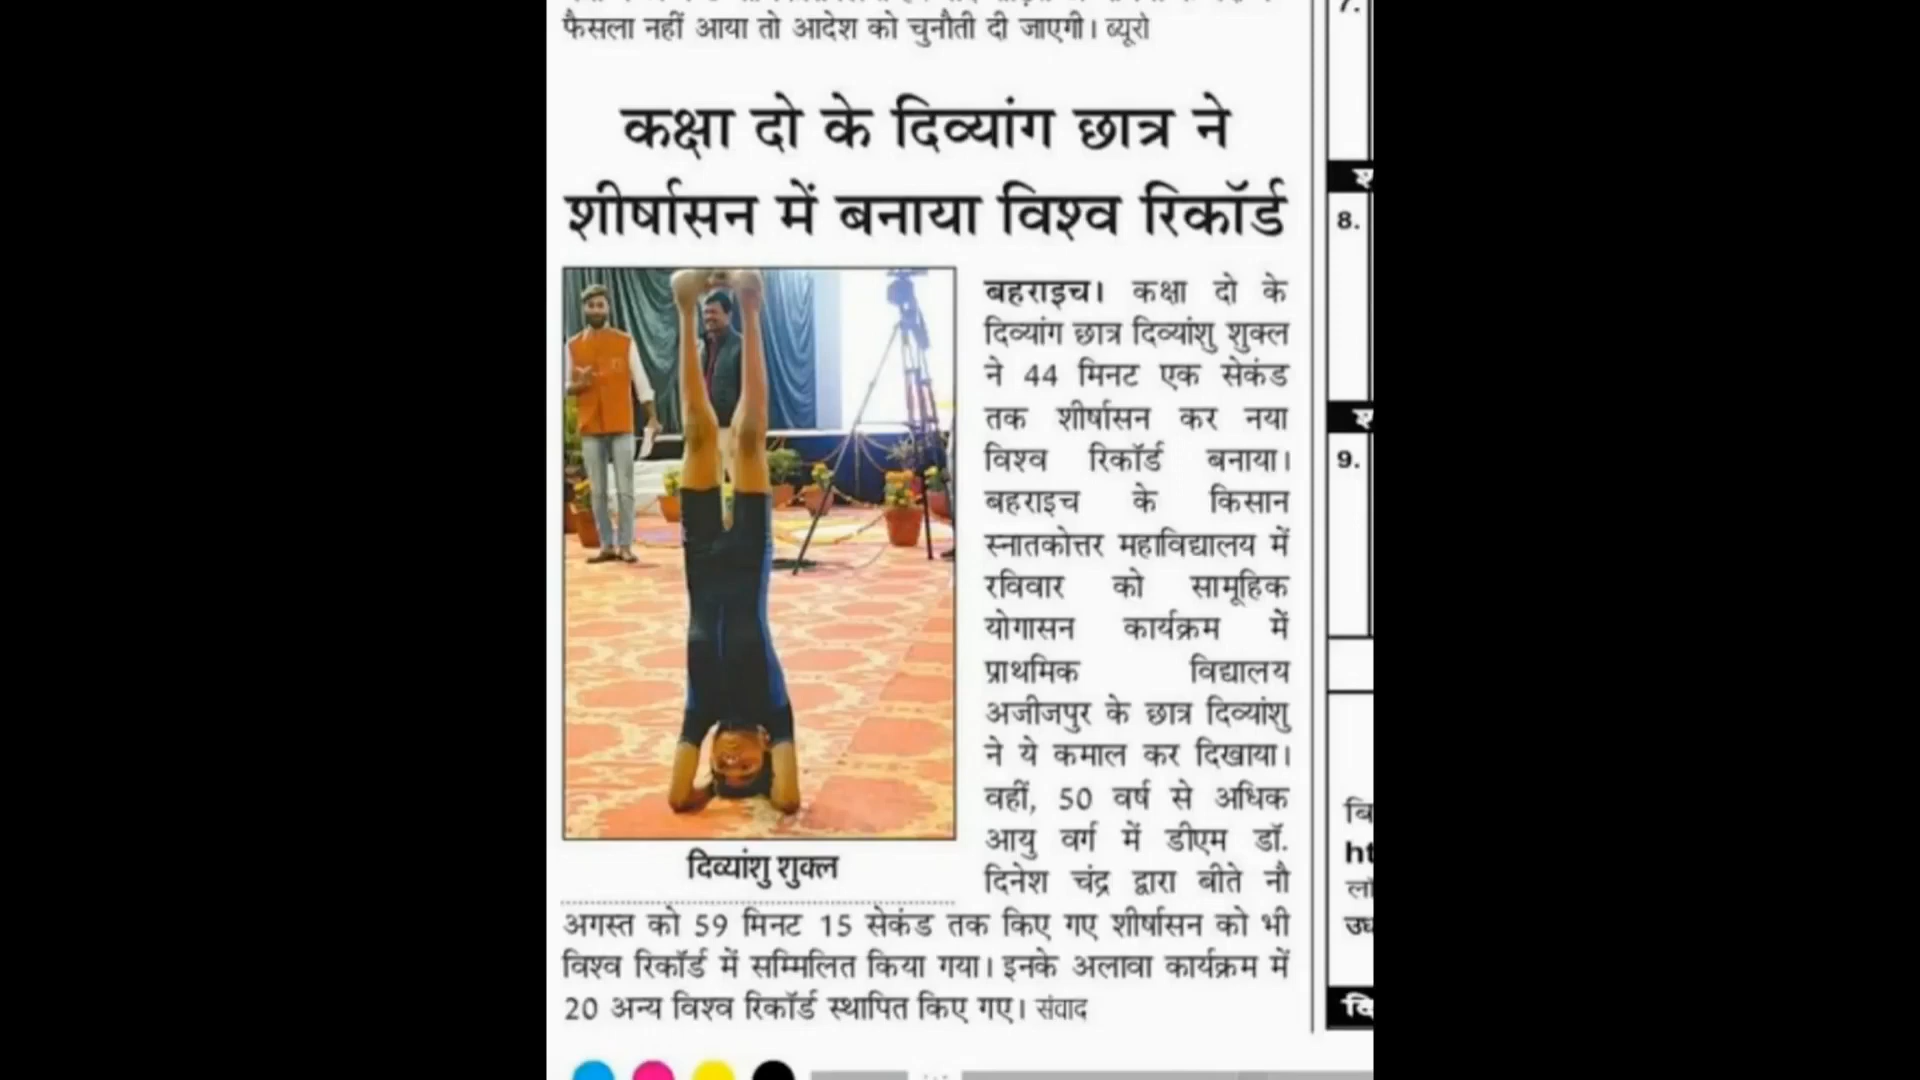 फैसला नहीं आया तो आदेश को चुनौती दी जाएगी। ब्यूरो
कक्षा दो के दिव्यांग छात्र ने
शीर्षासन में बनाया विश्व रिकॉर्ड
बहराइच। कक्षा दो के
दिव्यांग छात्र दिव्यांशु शुक्ल
ने 44 मिनट एक सेकंड
तक शीर्षासन कर नया
विश्व रिकॉर्ड बनाया।
बहराइच के किसान
स्नातकोत्तर महाविद्यालय में
रविवार को सामूहिक
योगासन कार्यक्रम में
प्राथमिक विद्यालय
अजीजपुर के छात्र दिव्यांशु
ने ये कमाल कर दिखाया।
वहीं, 50 वर्ष से अधिक
आयु वर्ग में डीएम डॉ.
दिनेश चंद्र द्वारा बीते नौ
दिव्यांशु शुक्ल
अगस्त को 59 मिनट 15 सेकंड तक किए गए शीर्षासन को भी
विश्व रिकॉर्ड में सम्मिलित किया गया। इनके अलावा कार्यक्रम में
20 अन्य विश्व रिकॉर्ड स्थापित किए गए। संवाद
7.
8.
9.